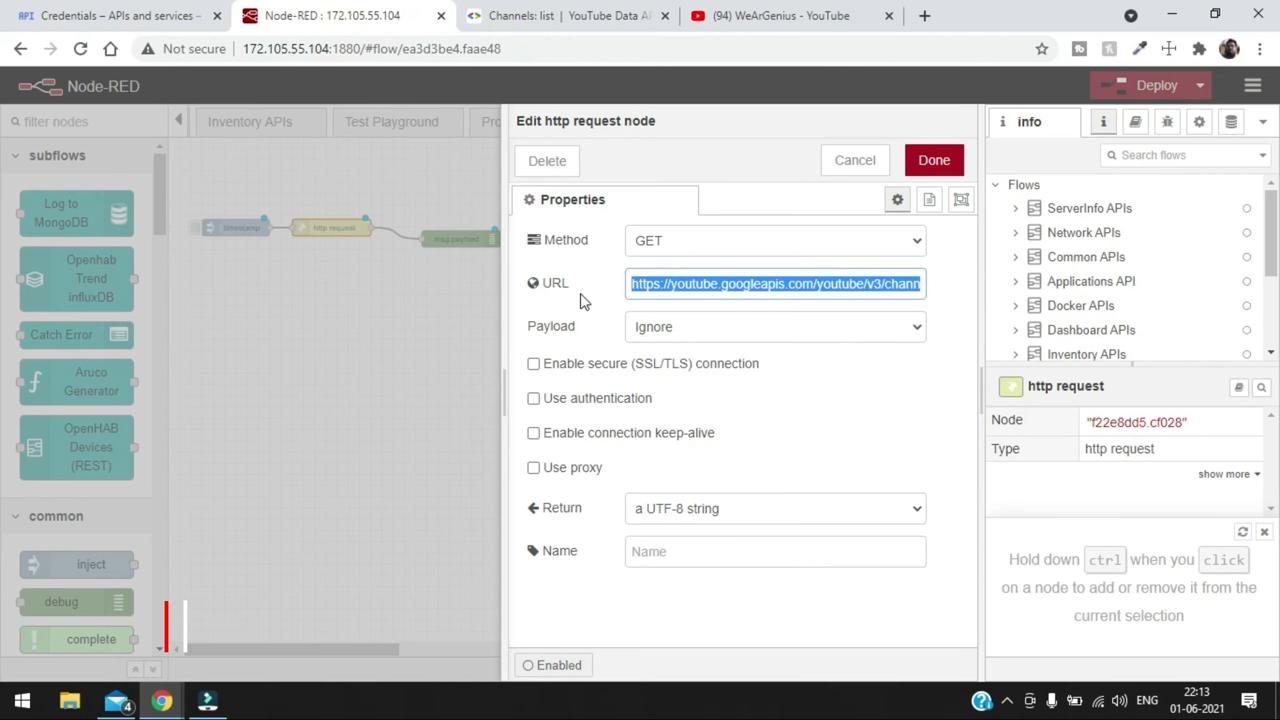 Credentials – APIs and services –
Node-RED : 172.105.55.104
Channels: list | YouTube Data A
(94) WeArGenius - YouTube
Not secure
172.105.55.104:1880/#flow/ea3d3be4.faae48
Node-RED
Deploy
filter nodes
Inventory APIs
Test Playground
Pro
Edit http request node
Delete
Cancel
Done
Properties
Method
GET
URL
https://youtube.googleapis.com/youtube/v3/chann
Payload
Ignore
Enable secure (SSL/TLS) connection
Use authentication
Enable connection keep-alive
Use proxy
Return
a UTF-8 string
Name
Name
Enabled
subflows
Log to
MongoDB
Openhab
Trend
influxDB
Catch Error
Aruco
Generator
OpenHAB
Devices
(REST)
common
inject
debug
complete
timestamp
http request
msg.payload
info
Search flows
Flows
ServerInfo APIs
Network APIs
Common APIs
Applications API
Docker APIs
Dashboard APIs
Inventory APIs
http request
Node
"f22e8dd5.cf028"
Type
http request
show more
Hold down ctrl when you click
on a node to add or remove it from the
current selection
4
ENG
22:13
01-06-2021